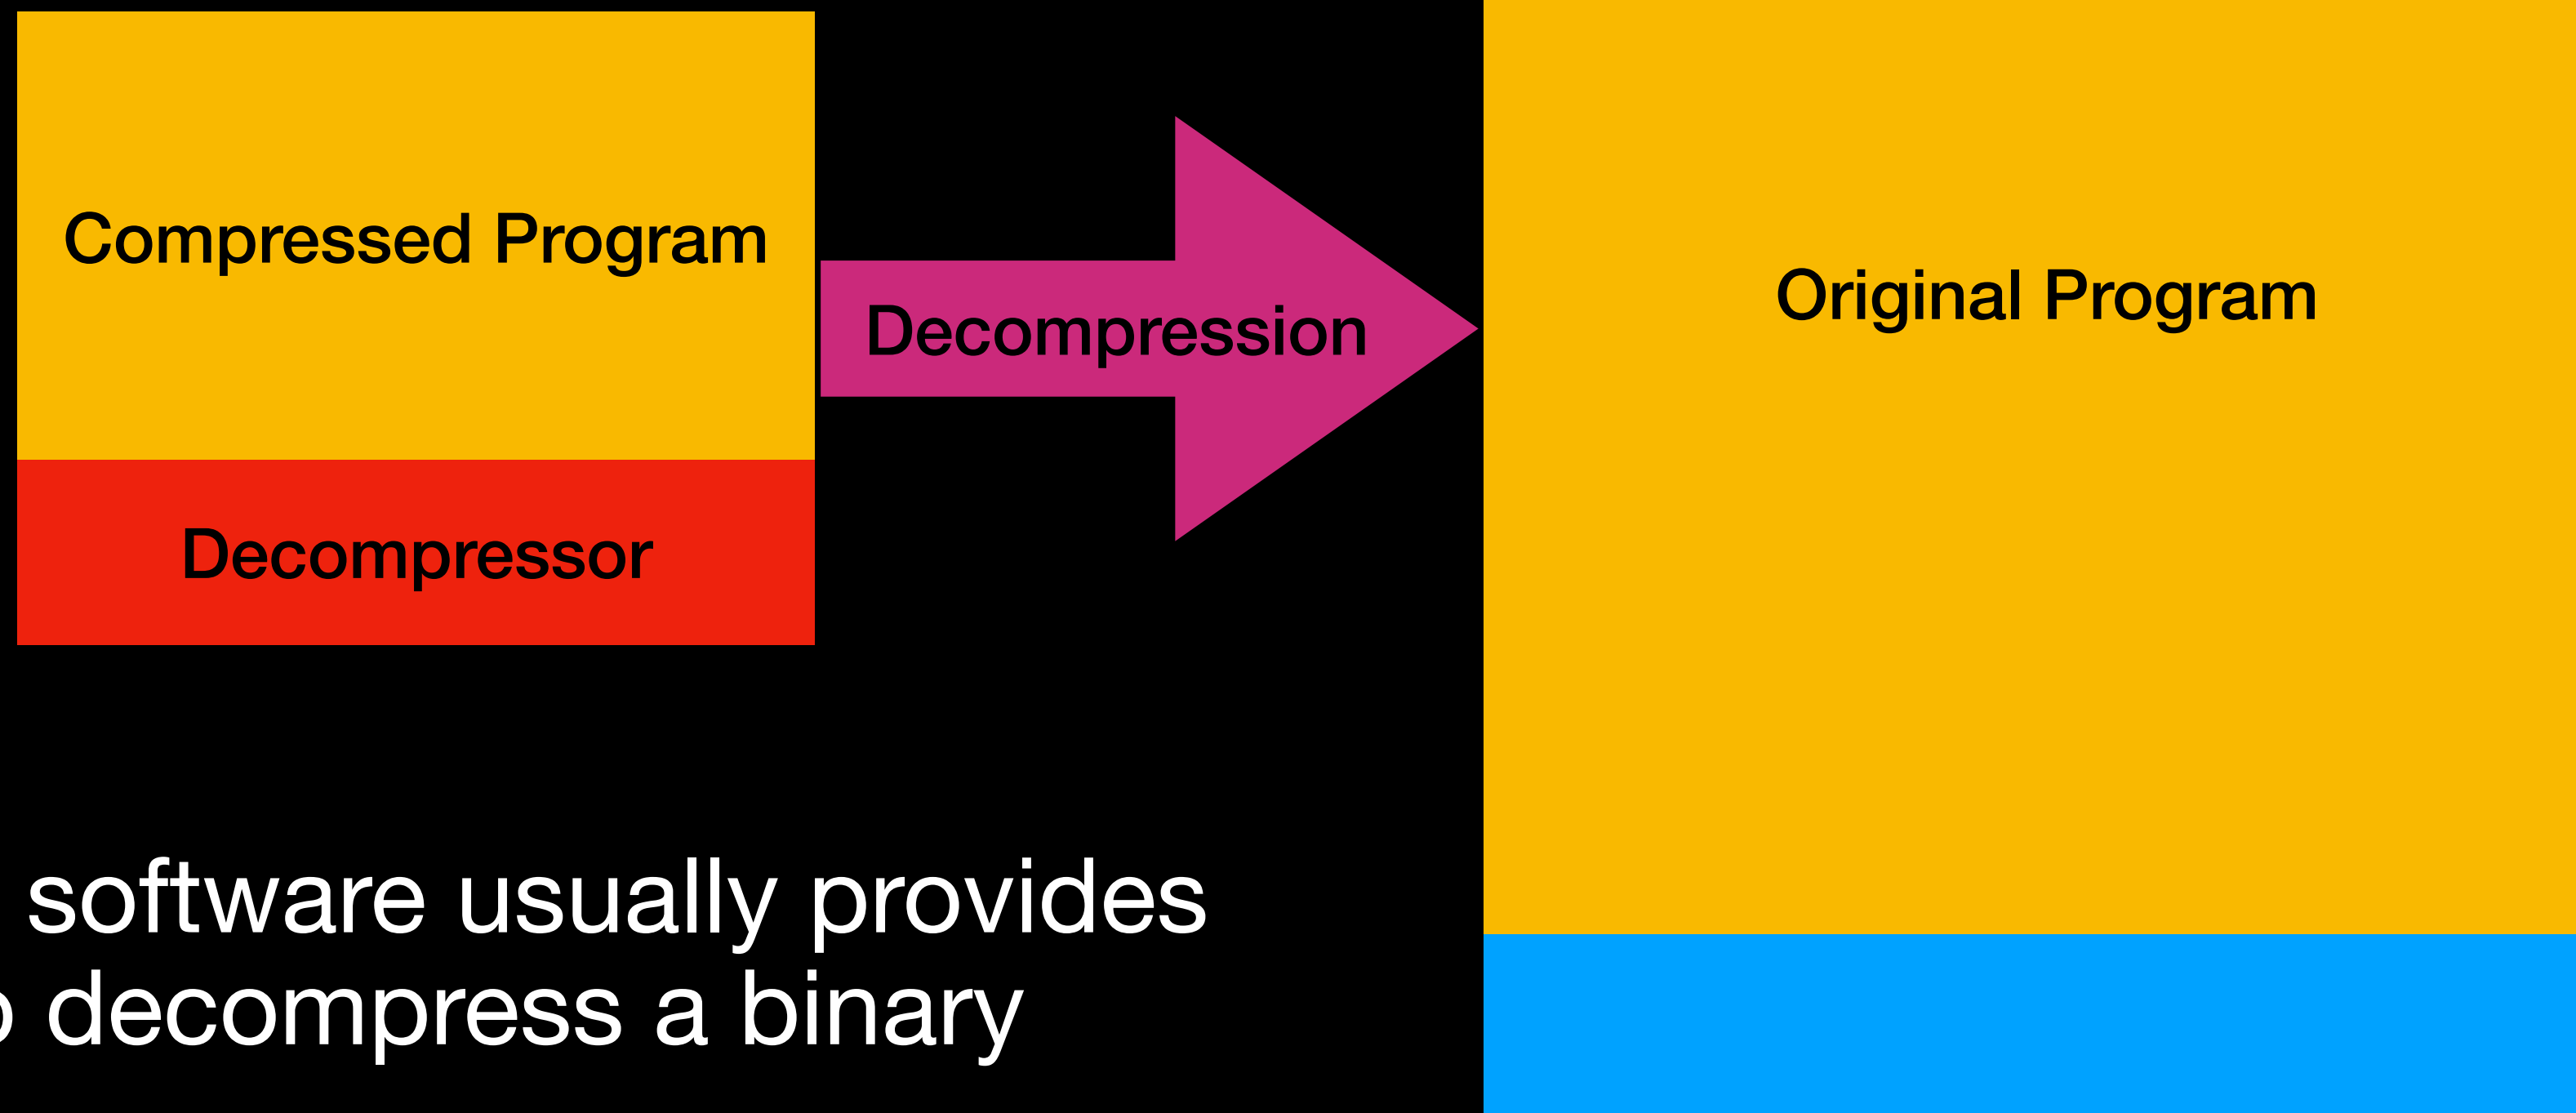 Compressed Program
Decompression
Original Program
Decompressor
software usually provides
decompress a binary